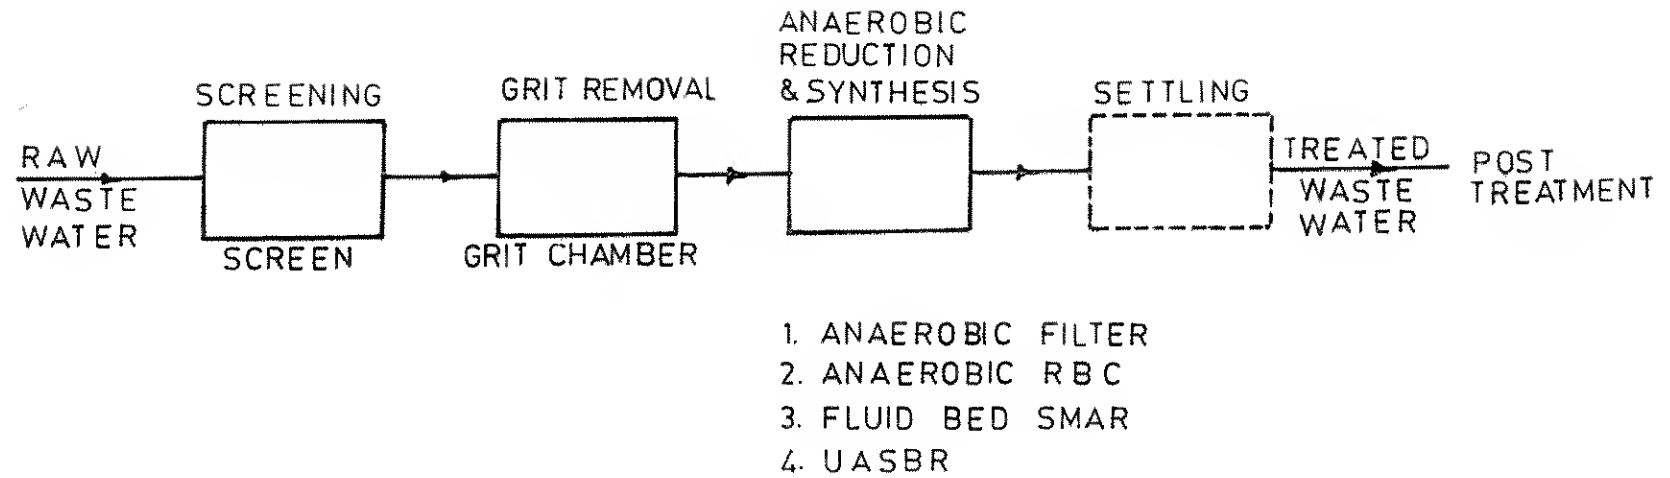 ANAEROBIC
REDUCTION
& SYNTHESIS
SCREENING
GRIT REMOVAL
SETTLING
RAW
WASTE
WATER
SCREEN
GRIT CHAMBER
TREATED
WASTE
WATER
POST
TREATMENT
1. ANAEROBIC FILTER
2. ANAEROBIC RBC
3. FLUID BED SMAR
4. UASBR